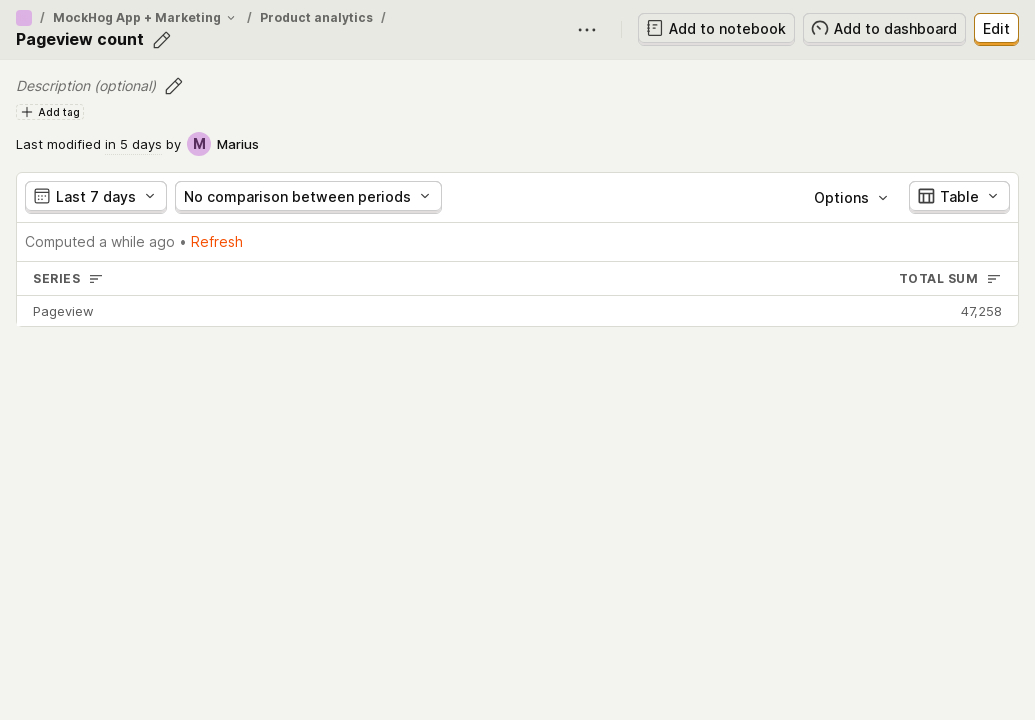 / MockHog App + Marketing / Product analytics /
Pageview count
Add to notebook
Add to dashboard
Edit
Description (optional)
Add tag
Last modified in 5 days by M Marius
Last 7 days
No comparison between periods
Options
Table
Computed a while ago • Refresh
SERIES
TOTAL SUM
Pageview
47,258